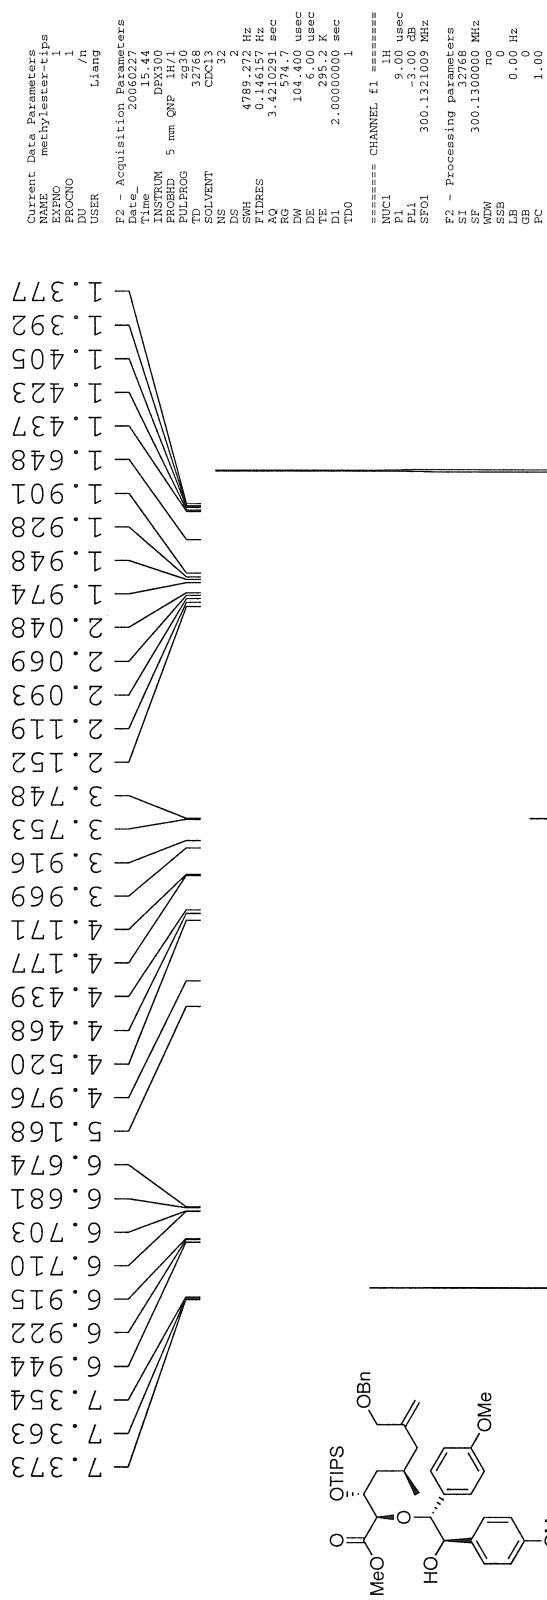 Current Data Parameters
NAME methylester-tips
EXPNO 1
PROCNO 1
DU /n
USER Liang
F2 - Acquisition Parameters
Date_ 20060227
Time 15.44
INSTRUM DPX300
PROBHD 5 mm QNP 1H/1
PULPROG zg30
TD 32768
SOLVENT CDCl3
NS 32
DS 2
SWH 4789.272 Hz
FIDRES 0.146157 Hz
AQ 3.4210291 sec
RG 574.7
DW 104.400 usec
DE 6.00 usec
TE 295.2 K
D1 2.00000000 sec
TD0 1
======== CHANNEL f1 ========
NUC1 1H
P1 9.00 usec
PL1 -3.00 dB
SFO1 300.1321009 MHz
F2 - Processing parameters
SI 32768
SF 300.1300000 MHz
WDW no
SSB 0
LB 0.00 Hz
GB 0
PC 1.00
1.377
1.392
1.405
1.423
1.437
1.648
1.901
1.928
1.948
1.974
2.048
2.069
2.093
2.119
2.152
3.748
3.753
3.916
3.969
4.171
4.177
4.439
4.468
4.520
4.976
5.168
6.674
6.681
6.703
6.710
6.915
6.922
6.944
7.354
7.363
7.373
OTIPS
OBn
O
MeO
O
OMe
HO